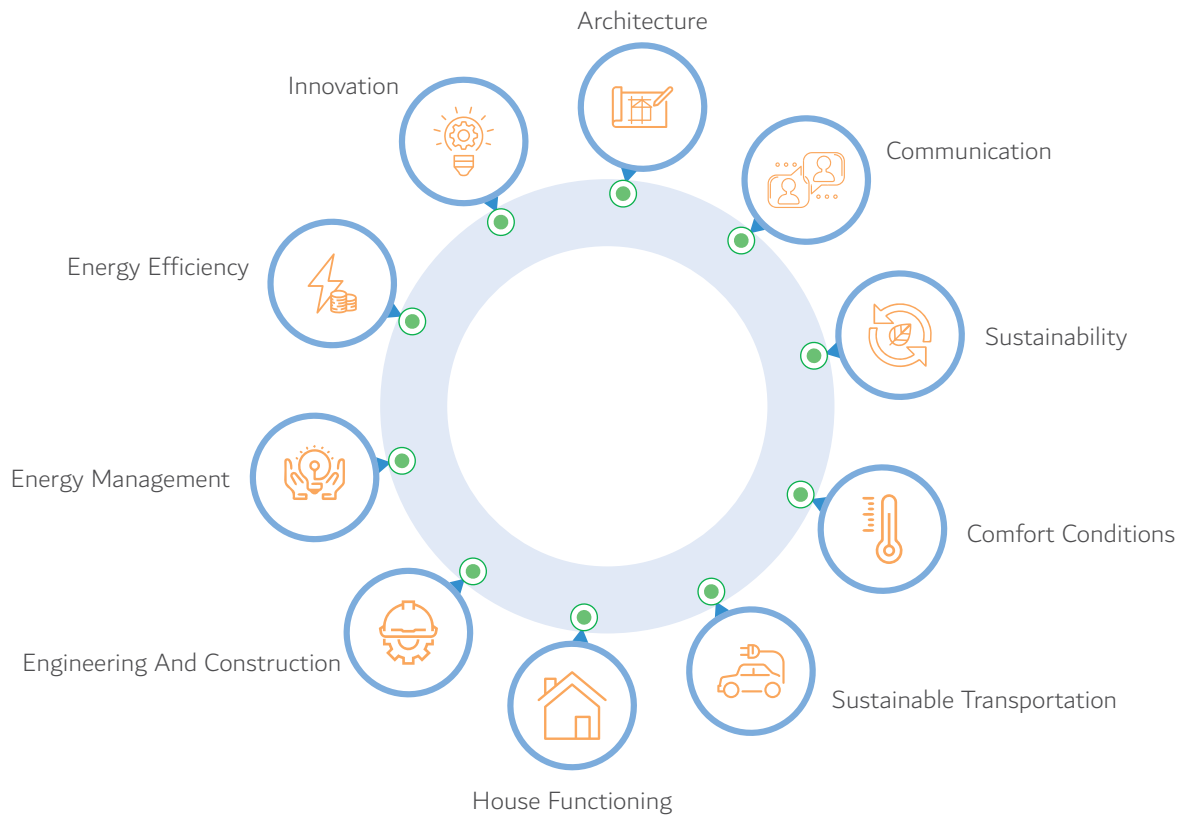 Architecture
Innovation
Communication
Energy Efficiency
Sustainability
Energy Management
Comfort Conditions
Engineering And Construction
Sustainable Transportation
House Functioning